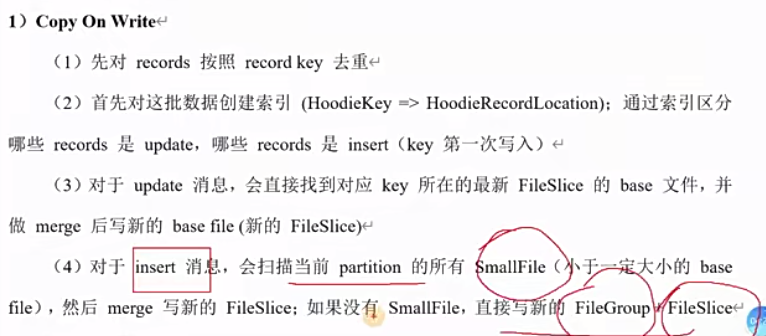 1）Copy On Write
（1）先对 records 按照 record key 去重
（2）首先对这批数据创建索引 (HoodieKey => HoodieRecordLocation)；通过索引区分
哪些 records 是 update，哪些 records 是 insert（key 第一次写入）
（3）对于 update 消息，会直接找到对应 key 所在的最新 FileSlice 的 base 文件，并
做 merge 后写新的 base file (新的 FileSlice)
（4）对于 insert 消息，会扫描当前 partition 的所有 SmallFile（小于一定大小的 base
file），然后 merge 写新的 FileSlice；如果没有 SmallFile，直接写新的 FileGroup + FileSlice